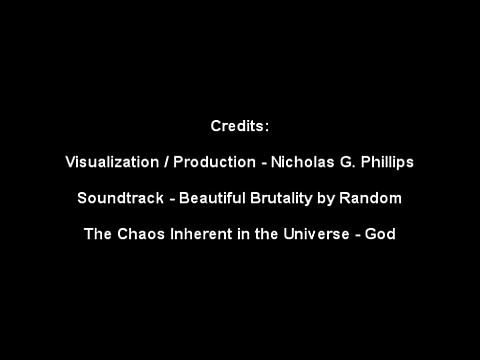 Credits:
Visualization / Production - Nicholas G. Phillips
Soundtrack - Beautiful Brutality by Random
The Chaos Inherent in the Universe - God